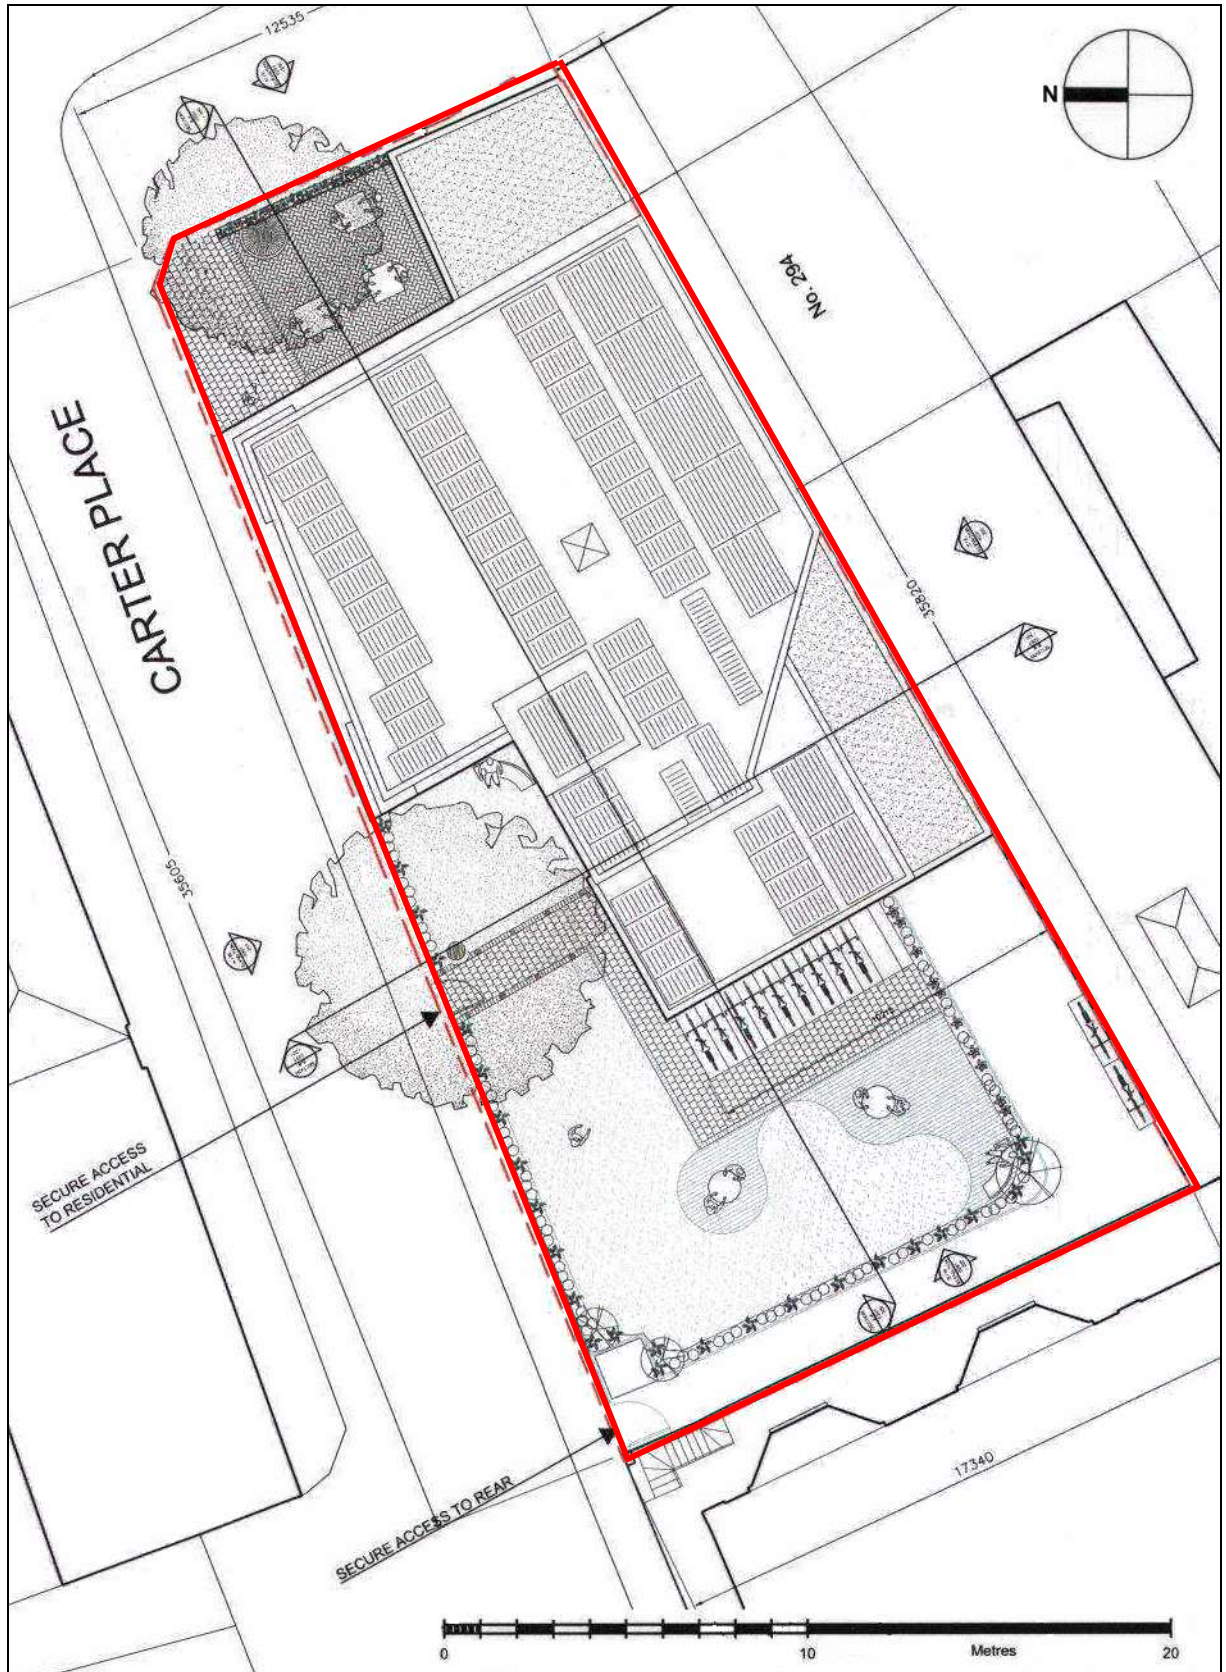 12535
N
No. 294
CARTER PLACE
35820
35605
SECURE ACCESS
TO RESIDENTIAL
17340
SECURE ACCESS TO REAR
0
10
Metres
20